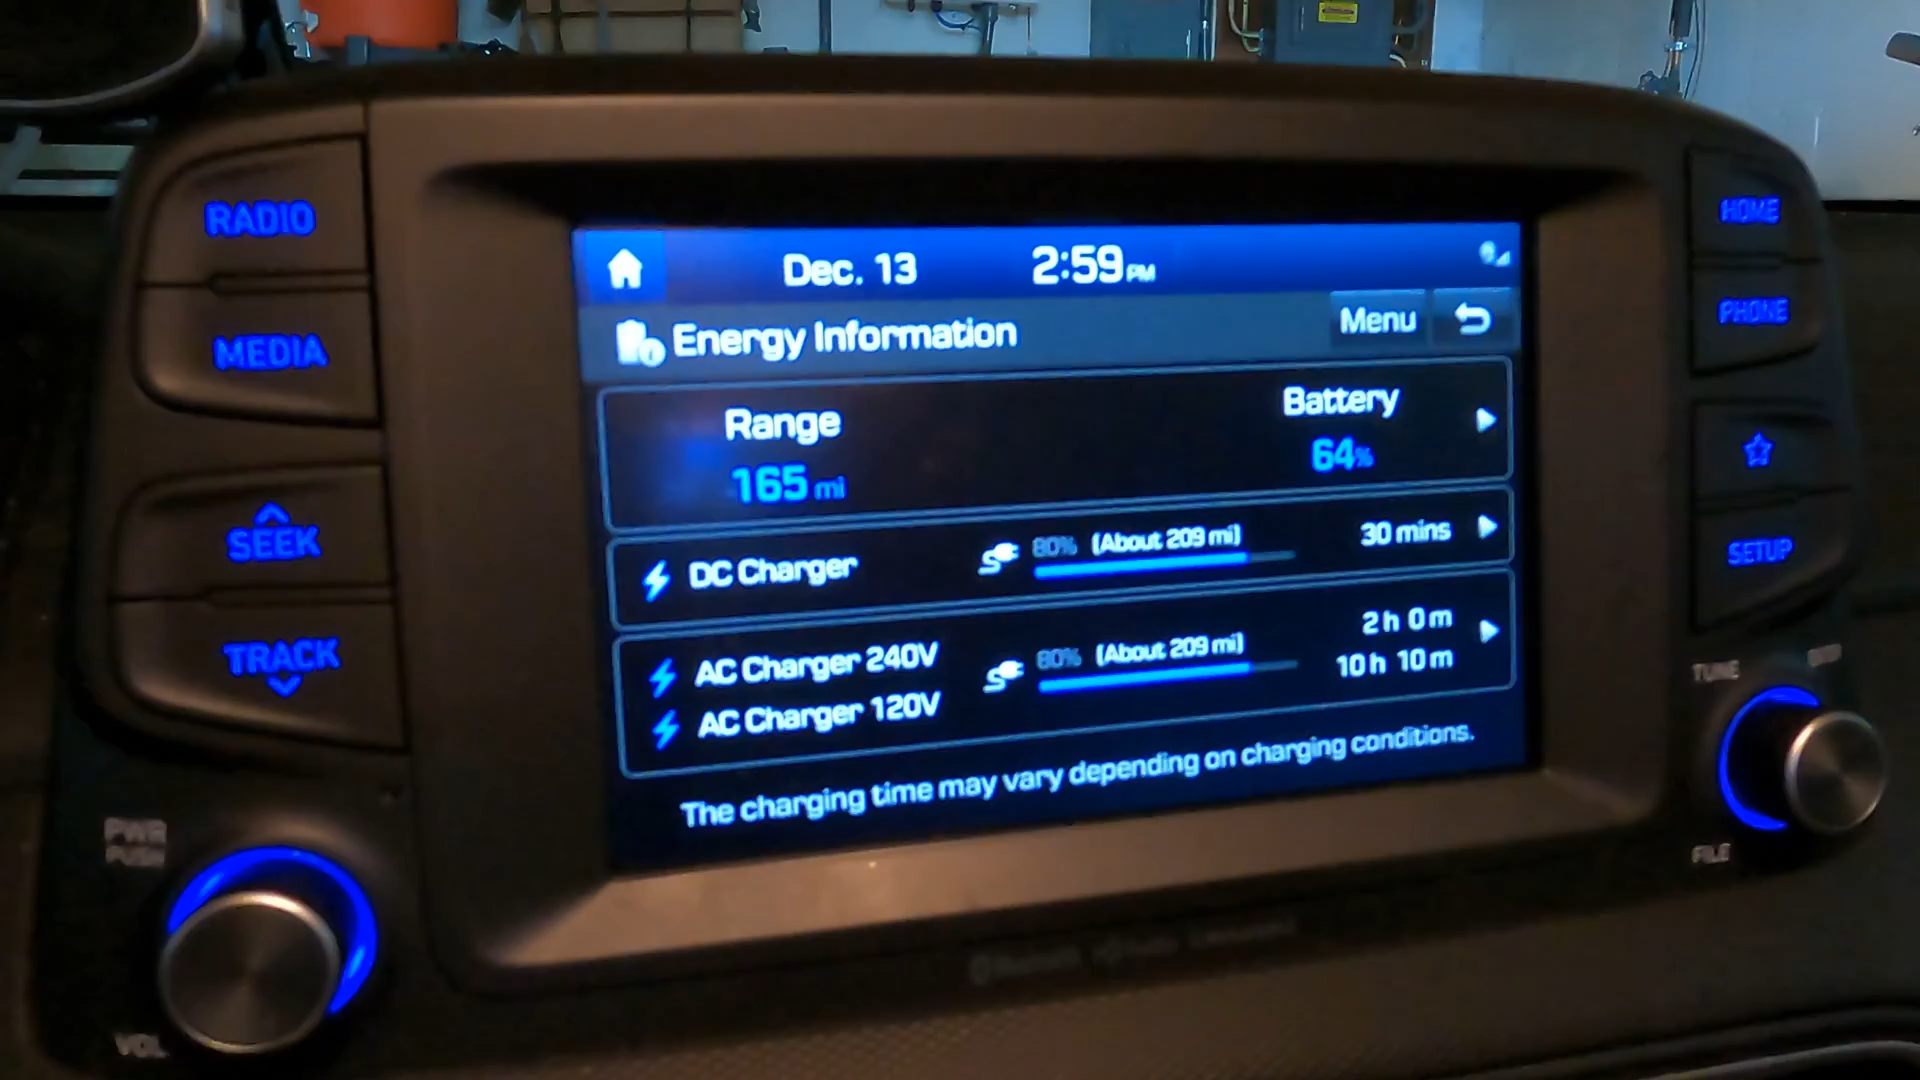 RADIO
MEDIA
SEEK
TRACK
PWR
PUSH
VOL
Dec. 13 2:59 PM
Energy Information Menu
Range Battery
165 mi 64%
DC Charger 80% (About 209 mi) 30 mins
AC Charger 240V 80% (About 209 mi) 2 h 0 m
AC Charger 120V 10 h 10 m
The charging time may vary depending on charging conditions.
HOME
PHONE
SETUP
TUNE
FILE